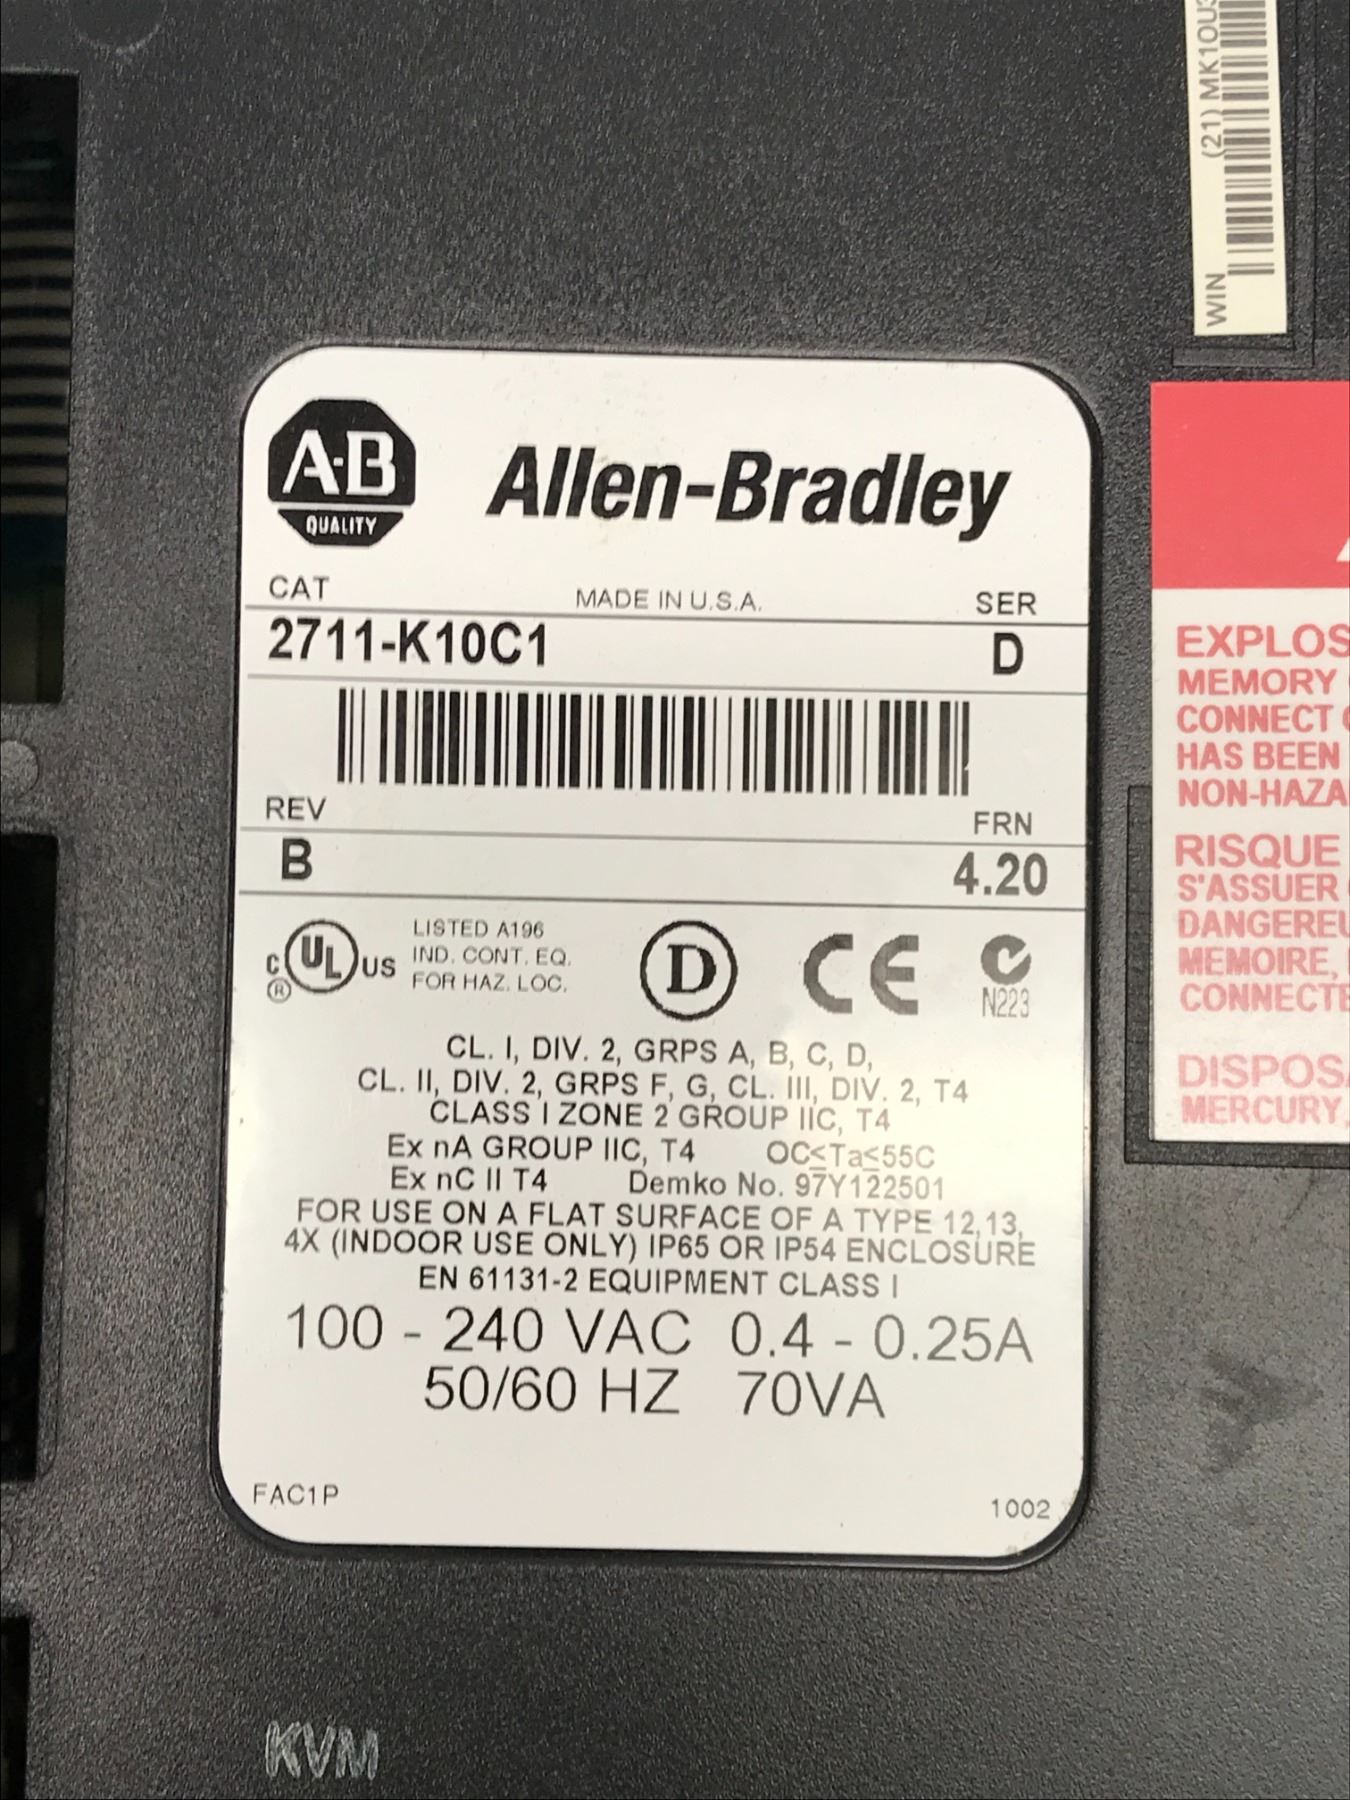 WIN (21) MK10U
A-B
QUALITY
Allen-Bradley
CAT MADE IN U.S.A. SER
2711-K10C1 D
REV FRN
B 4.20
C UL US ®
LISTED A196
IND. CONT. EQ.
FOR HAZ. LOC.
D CE N223
CL. I, DIV. 2, GRPS A, B, C, D,
CL. II, DIV. 2, GRPS F, G, CL. III, DIV. 2, T4
CLASS I ZONE 2 GROUP IIC, T4
Ex nA GROUP IIC, T4 OC≤Ta≤55C
Ex nC II T4 Demko No. 97Y122501
FOR USE ON A FLAT SURFACE OF A TYPE 12,13,
4X (INDOOR USE ONLY) IP65 OR IP54 ENCLOSURE
EN 61131-2 EQUIPMENT CLASS I
100 - 240 VAC 0.4 - 0.25A
50/60 HZ 70VA
FAC1P 1002
KVM
EXPLOS
MEMORY
CONNECT
HAS BEEN
NON-HAZA
RISQUE
S'ASSUER
DANGEREU
MEMOIRE,
CONNECTE
DISPOSA
MERCURY,